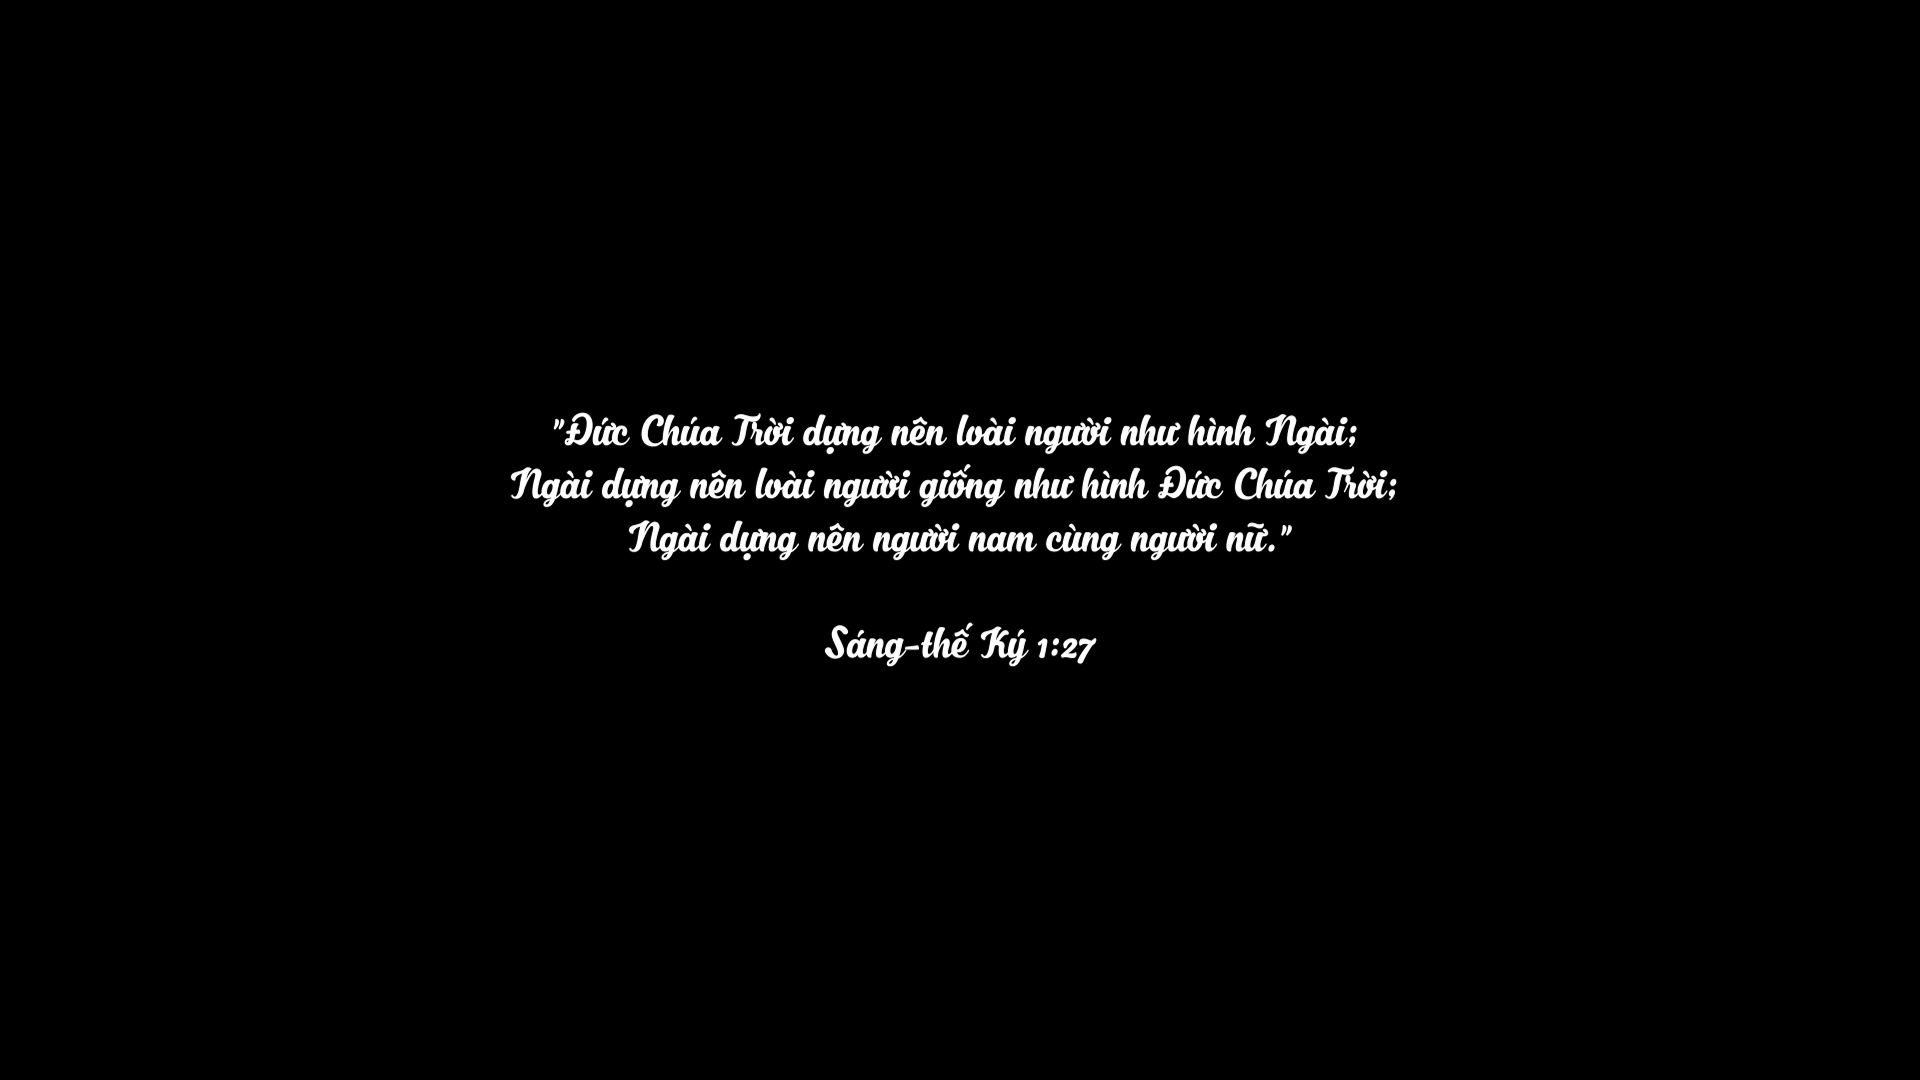 "Đức Chúa Trời dựng nên loài người như hình Ngài;
Ngài dựng nên loài người giống như hình Đức Chúa Trời;
Ngài dựng nên người nam cùng người nữ."
Sáng-thế Ký 1:27